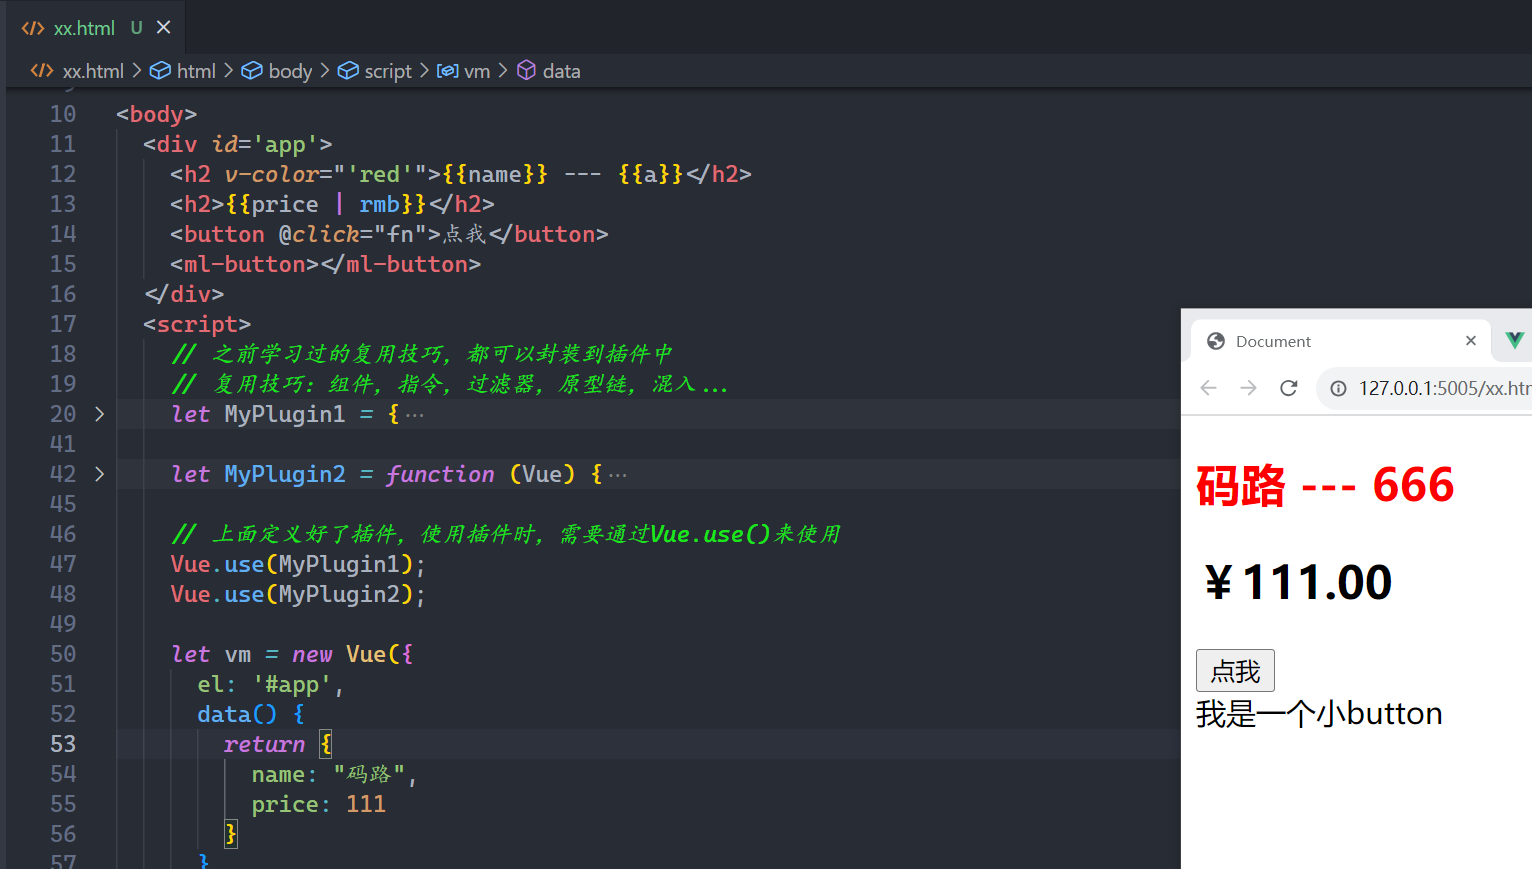 xx.html U
xx.html > html > body > script > vm > data
10 <body>
11 <div id='app'>
12 <h2 v-color="'red'">{{name}} --- {{a}}</h2>
13 <h2>{{price | rmb}}</h2>
14 <button @click="fn">点我</button>
15 <ml-button></ml-button>
16 </div>
17 <script>
18 // 之前学习过的复用技巧，都可以封装到插件中
19 // 复用技巧：组件，指令，过滤器，原型链，混入...
20 let MyPlugin1 = {···
41
42 let MyPlugin2 = function (Vue) {···
45
46 // 上面定义好了插件，使用插件时，需要通过Vue.use()来使用
47 Vue.use(MyPlugin1);
48 Vue.use(MyPlugin2);
49
50 let vm = new Vue({
51 el: '#app',
52 data() {
53 return {
54 name: "码路",
55 price: 111
56 }
57 }
Document
127.0.0.1:5005/xx.htm
码路 --- 666
￥111.00
点我
我是一个小button